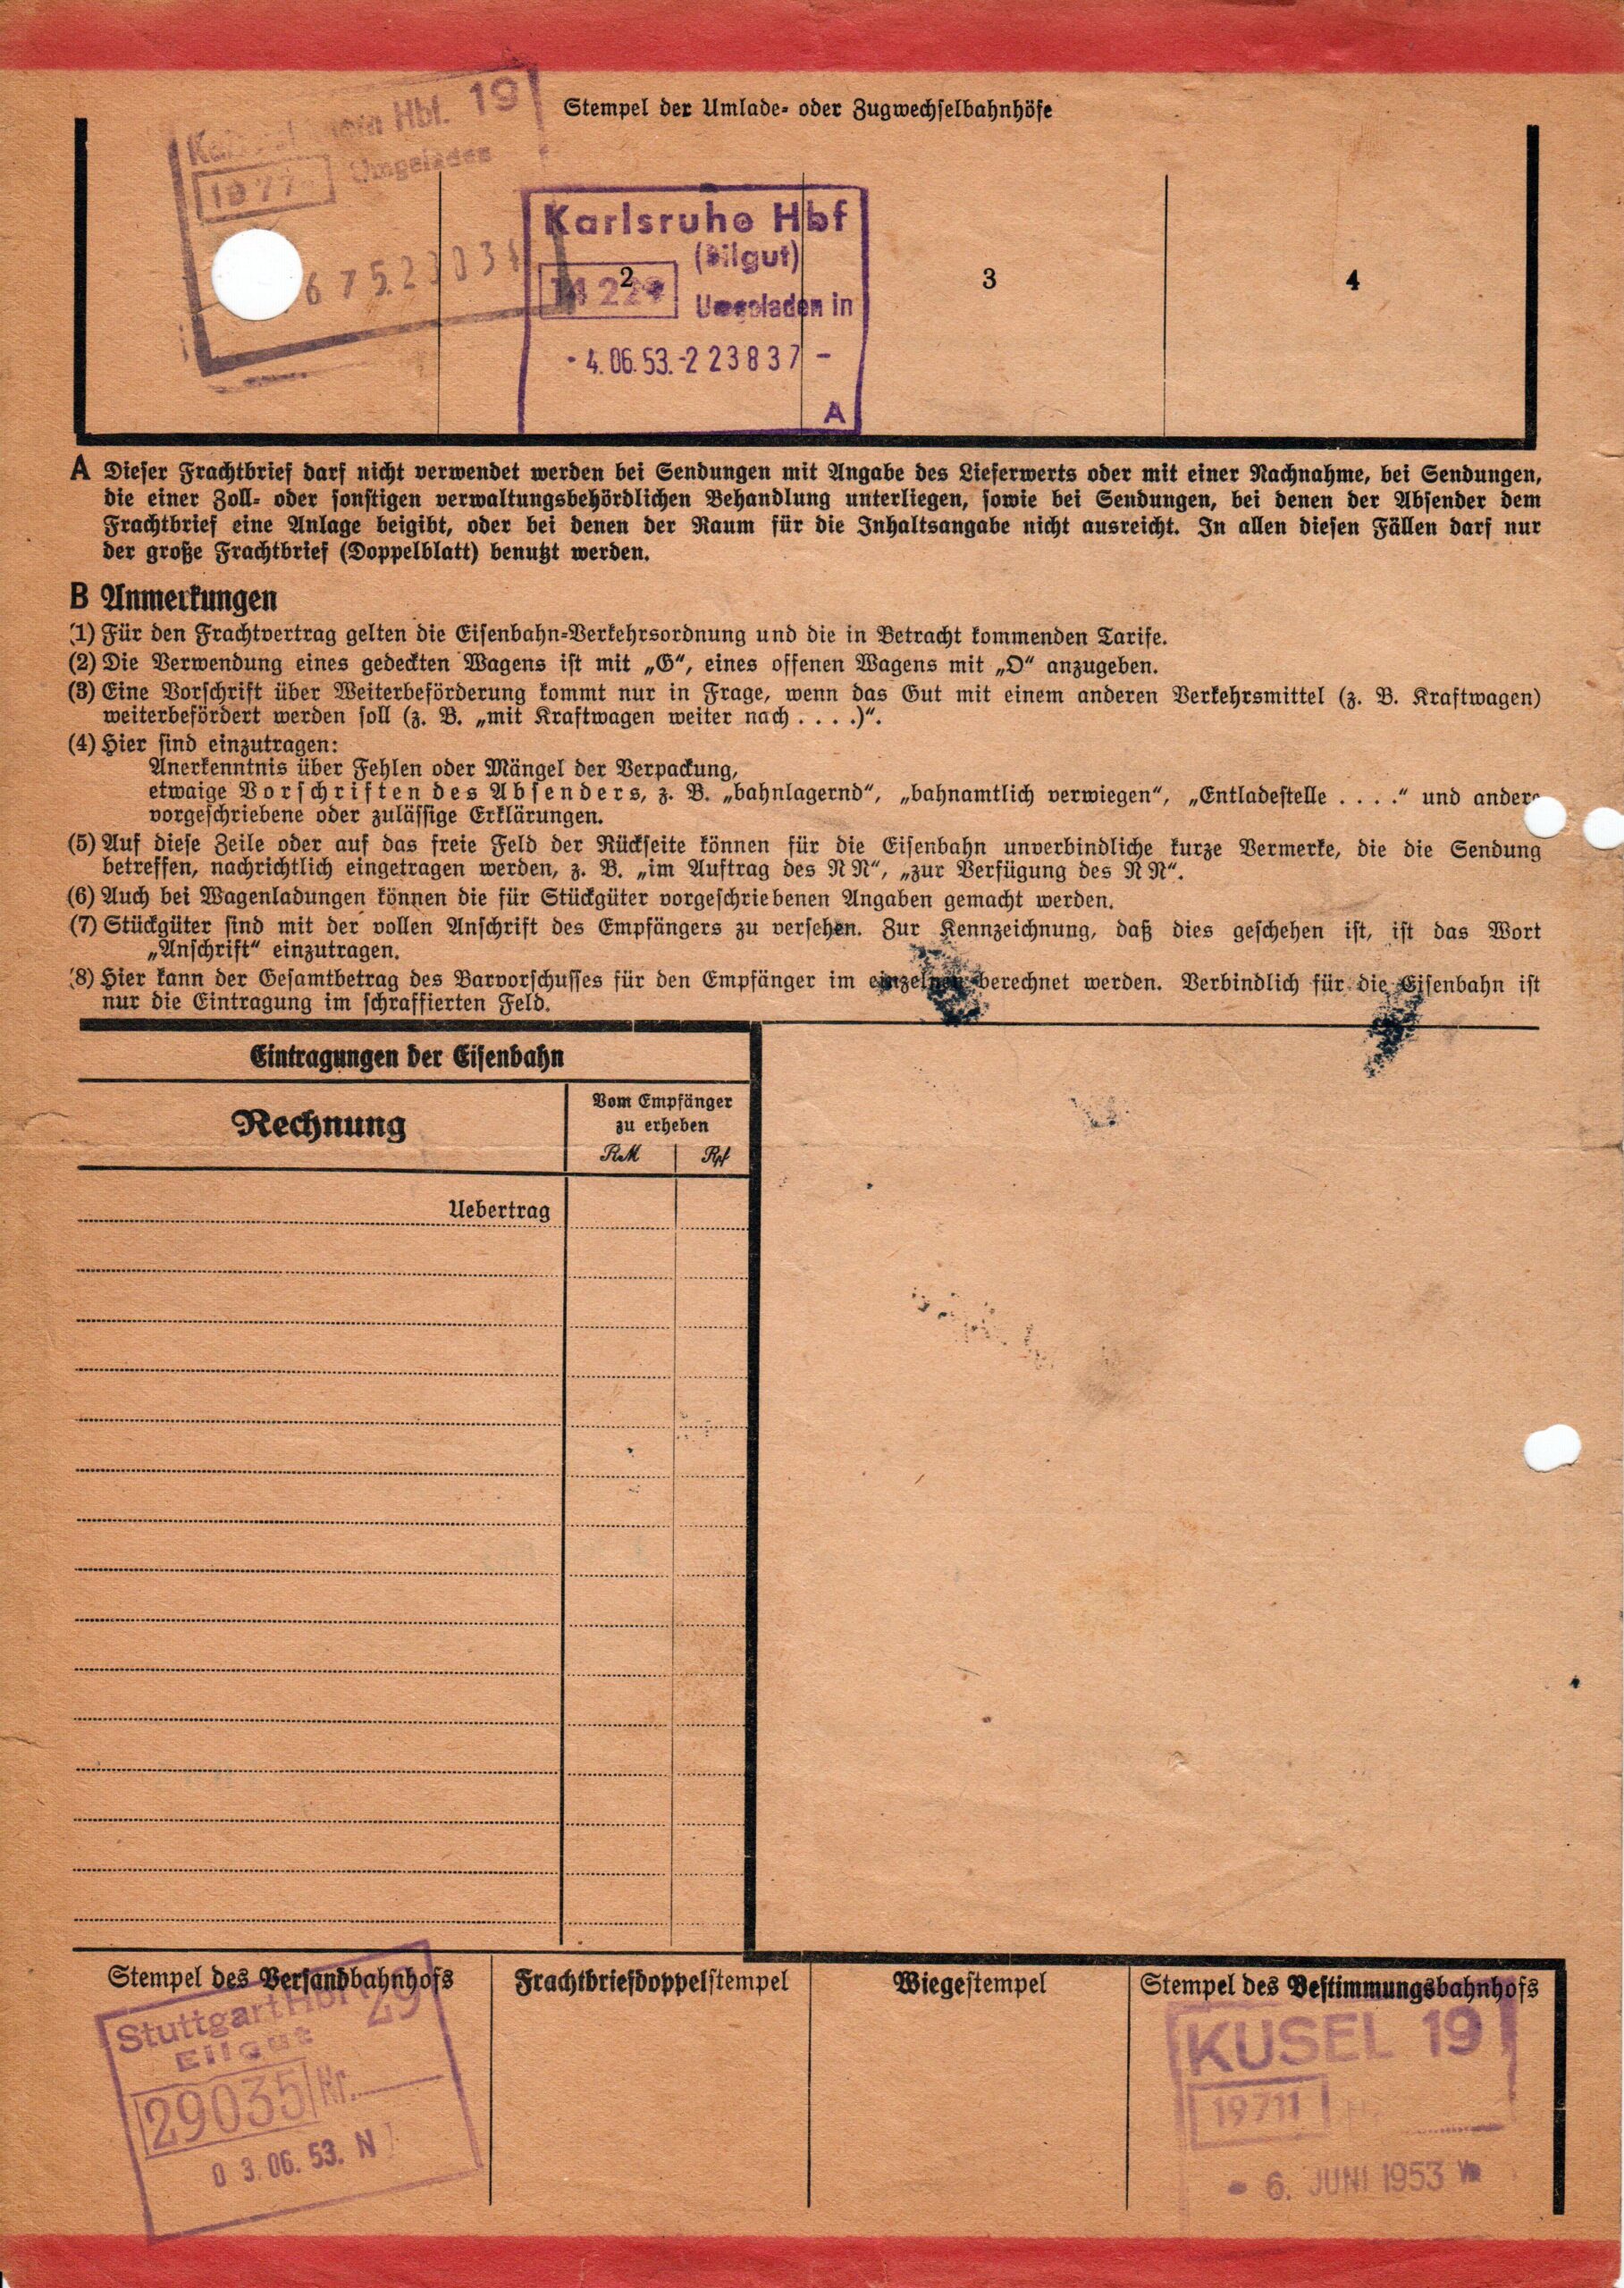 Stempel der Umlade- oder Zugwechselbahnhöfe
Hbf. 19
Umgeladen
Karlsruhe Hbf
(Eilgut)
2
Umgeladen in
- 4. 06. 53. -2 2 3 8 3 7 -
A
3
4
A Dieser Frachtbrief darf nicht verwendet werden bei Sendungen mit Angabe des Lieferwerts oder mit einer Nachnahme, bei Sendungen,
die einer Zoll- oder sonstigen verwaltungsbehördlichen Behandlung unterliegen, sowie bei Sendungen, bei denen der Absender dem
Frachtbrief eine Anlage beigibt, oder bei denen der Raum für die Inhaltsangabe nicht ausreicht. In allen diesen Fällen darf nur
der große Frachtbrief (Doppelblatt) benutzt werden.
B Anmerkungen
(1) Für den Frachtvertrag gelten die Eisenbahn-Verkehrsordnung und die in Betracht kommenden Tarife.
(2) Die Verwendung eines gedeckten Wagens ist mit „G“, eines offenen Wagens mit „O“ anzugeben.
(3) Eine Vorschrift über Weiterbeförderung kommt nur in Frage, wenn das Gut mit einem anderen Verkehrsmittel (z. B. Kraftwagen)
weiterbefördert werden soll (z. B. „mit Kraftwagen weiter nach . . . .)“.
(4) Hier sind einzutragen:
Anerkenntnis über Fehlen oder Mängel der Verpackung,
etwaige Vorschriften des Absenders, z. B. „bahnlagernd“, „bahnamtlich verwiegen“, „Entladestelle . . . .“ und andere
vorgeschriebene oder zulässige Erklärungen.
(5) Auf diese Zeile oder auf das freie Feld der Rückseite können für die Eisenbahn unverbindliche kurze Vermerke, die die Sendung
betreffen, nachrichtlich eingetragen werden, z. B. „im Auftrag des N N“, „zur Verfügung des N N“.
(6) Auch bei Wagenladungen können die für Stückgüter vorgeschriebenen Angaben gemacht werden.
(7) Stückgüter sind mit der vollen Anschrift des Empfängers zu versehen. Zur Kennzeichnung, daß dies geschehen ist, ist das Wort
„Anschrift“ einzutragen.
(8) Hier kann der Gesamtbetrag des Barvorschusses für den Empfänger im einzelnen berechnet werden. Verbindlich für die Eisenbahn ist
nur die Eintragung im schraffierten Feld.
Eintragungen der Eisenbahn
Rechnung
Vom Empfänger
zu erheben
RM
Rpf
Uebertrag
Stempel des Versandbahnhofs
Stuttgart Hbf 29
Eilgut
29035 Nr.
0 3. 06. 53. N
Frachtbriefdoppelstempel
Wiegestempel
Stempel des Bestimmungsbahnhofs
KUSEL 19
19711
- 6. JUNI 1953